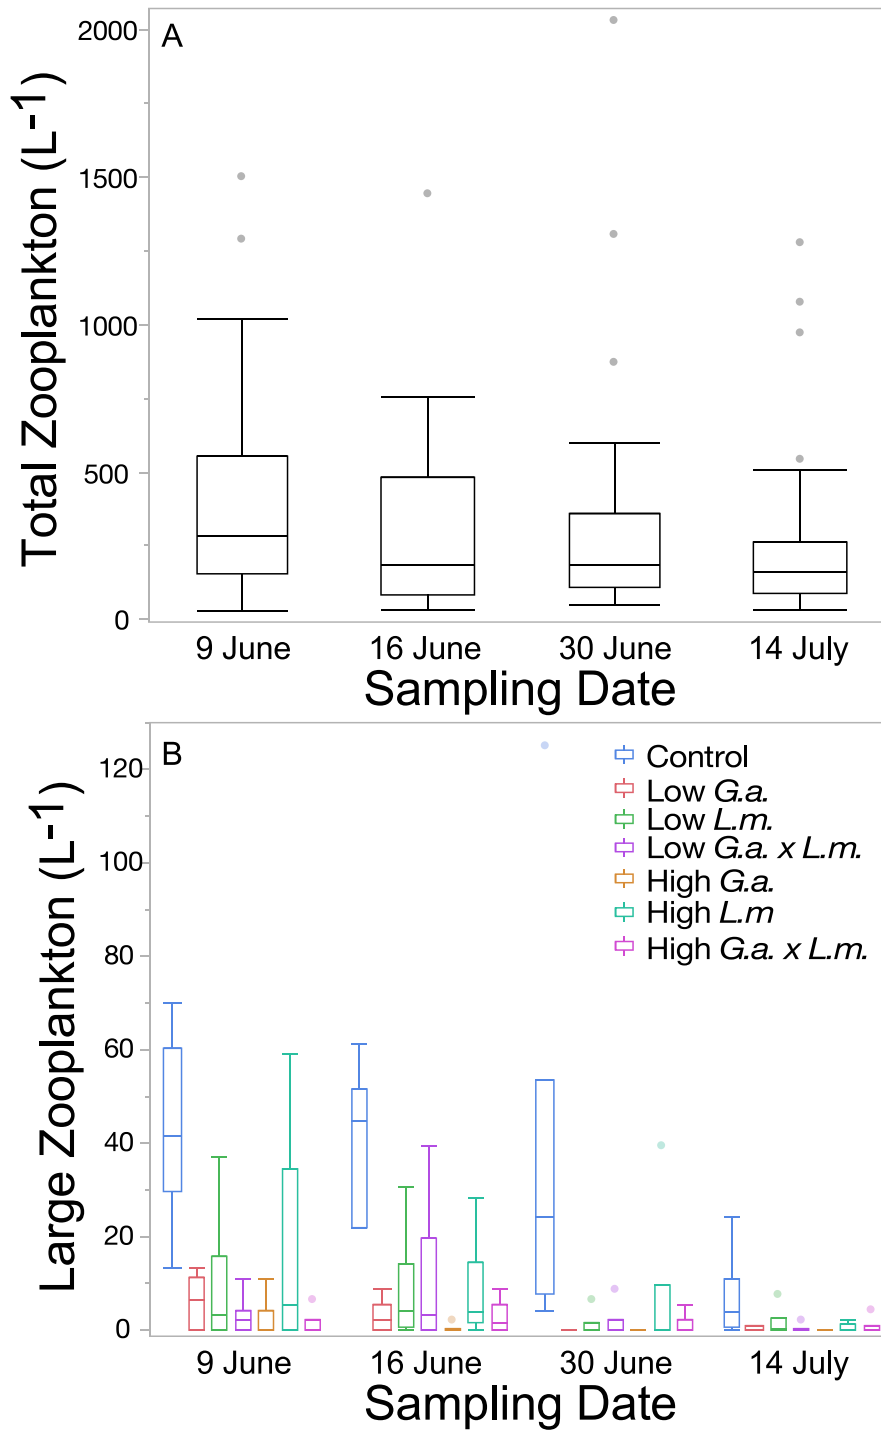 A
Total Zooplankton (L-1)
2000
1500
1000
500
0
9 June 16 June 30 June 14 July
Sampling Date
B
Large Zooplankton (L-1)
120
100
80
60
40
20
0
Control
Low G.a.
Low L.m.
Low G.a. x L.m.
High G.a.
High L.m
High G.a. x L.m.
9 June 16 June 30 June 14 July
Sampling Date